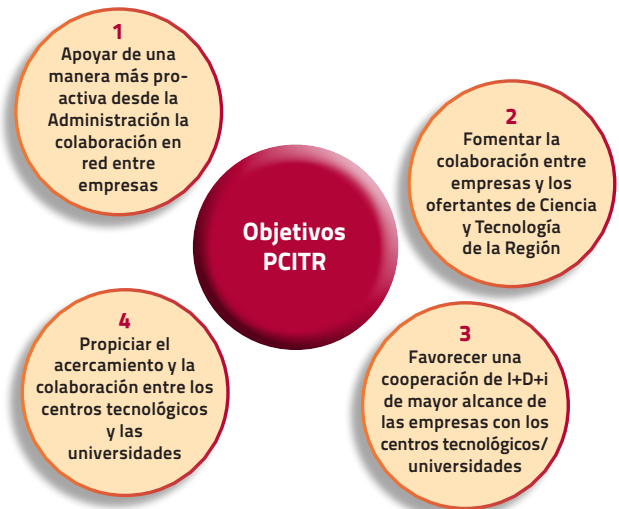 1
Apoyar de una
manera más pro-
activa desde la
Administración la
colaboración en
red entre
empresas
2
Fomentar la
colaboración entre
empresas y los
ofertantes de Ciencia
y Tecnología
de la Región
Objetivos
PCITR
4
Propiciar el
acercamiento y la
colaboración entre los
centros tecnológicos
y las
universidades
3
Favorecer una
cooperación de I+D+i
de mayor alcance de
las empresas con los
centros tecnológicos/
universidades